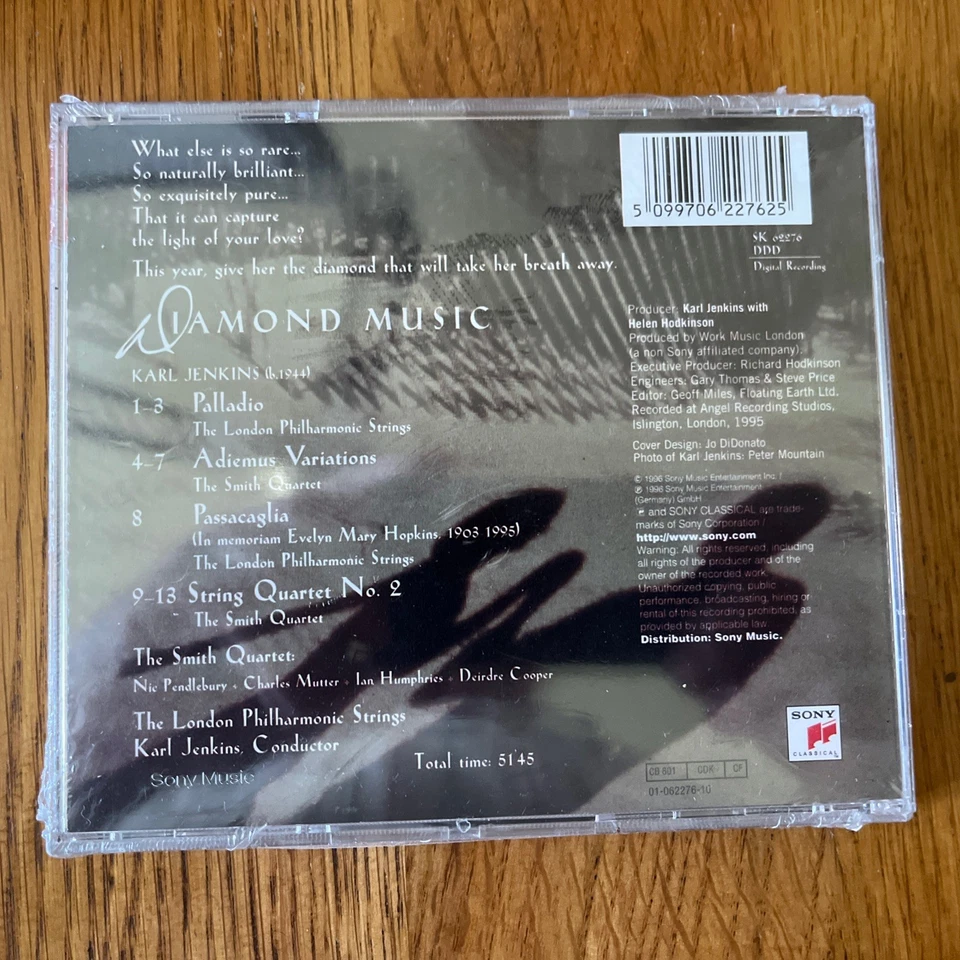 What else is so rare...
So naturally brilliant...
So exquisitely pure...
That it can capture
the light of your love?
This year, give her the diamond that will take her breath away.
DIAMOND MUSIC
KARL JENKINS (b.1944)
1–3 Palladio
The London Philharmonic Strings
4–7 Adiemus Variations
The Smith Quartet
8 Passacaglia
(In memoriam Evelyn Mary Hopkins, 1903 1995)
The London Philharmonic Strings
9–13 String Quartet No. 2
The Smith Quartet
The Smith Quartet:
Nic Pendlebury • Charles Mutter • Ian Humphries • Deirdre Cooper
The London Philharmonic Strings
Karl Jenkins, Conductor
Total time: 51'45
Sony Music
5 099706 227625
SK 62276
DDD
Digital Recording
Producer: Karl Jenkins with
Helen Hodkinson
Produced by Work Music London
(a non Sony affiliated company).
Executive Producer: Richard Hodkinson
Engineers: Gary Thomas & Steve Price
Editor: Geoff Miles, Floating Earth Ltd.
Recorded at Angel Recording Studios,
Islington, London, 1995
Cover Design: Jo DiDonato
Photo of Karl Jenkins: Peter Mountain
© 1996 Sony Music Entertainment Inc. /
℗ 1996 Sony Music Entertainment
(Germany) GmbH
and SONY CLASSICAL are trade-
marks of Sony Corporation /
http://www.sony.com
Warning: All rights reserved, including
all rights of the producer and of the
owner of the recorded work.
Unauthorized copying, public
performance, broadcasting, hiring or
rental of this recording prohibited, as
provided by applicable law.
Distribution: Sony Music.
SONY
CLASSICAL
CB 601 CDK CF
01-062276-10